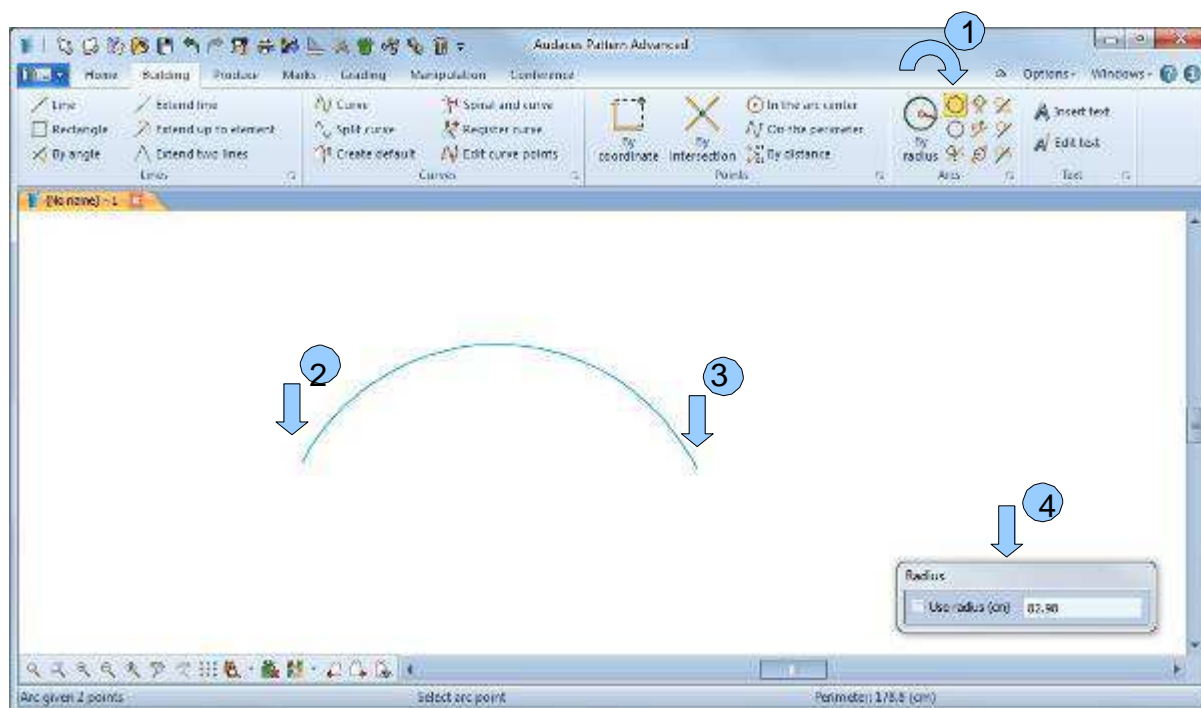 Audaces Pattern Advanced
1
Home Building Produce Marks Grading Manipulation Conference Options Windows
Line Extend line Curve Spiral and curve In the arc center Insert text
Rectangle Extend up to element Split curve Register curve On the perimeter Edit text
By angle Extend two lines Create default Edit curve points By coordinate By intersection By distance By radius
Lines Curves Points Arcs Text
(No name) - 1
2
3
4
Radius
Use radius (cm) 82.98
Arc given 2 points Select arc point Perimeter: 178.8 (cm)